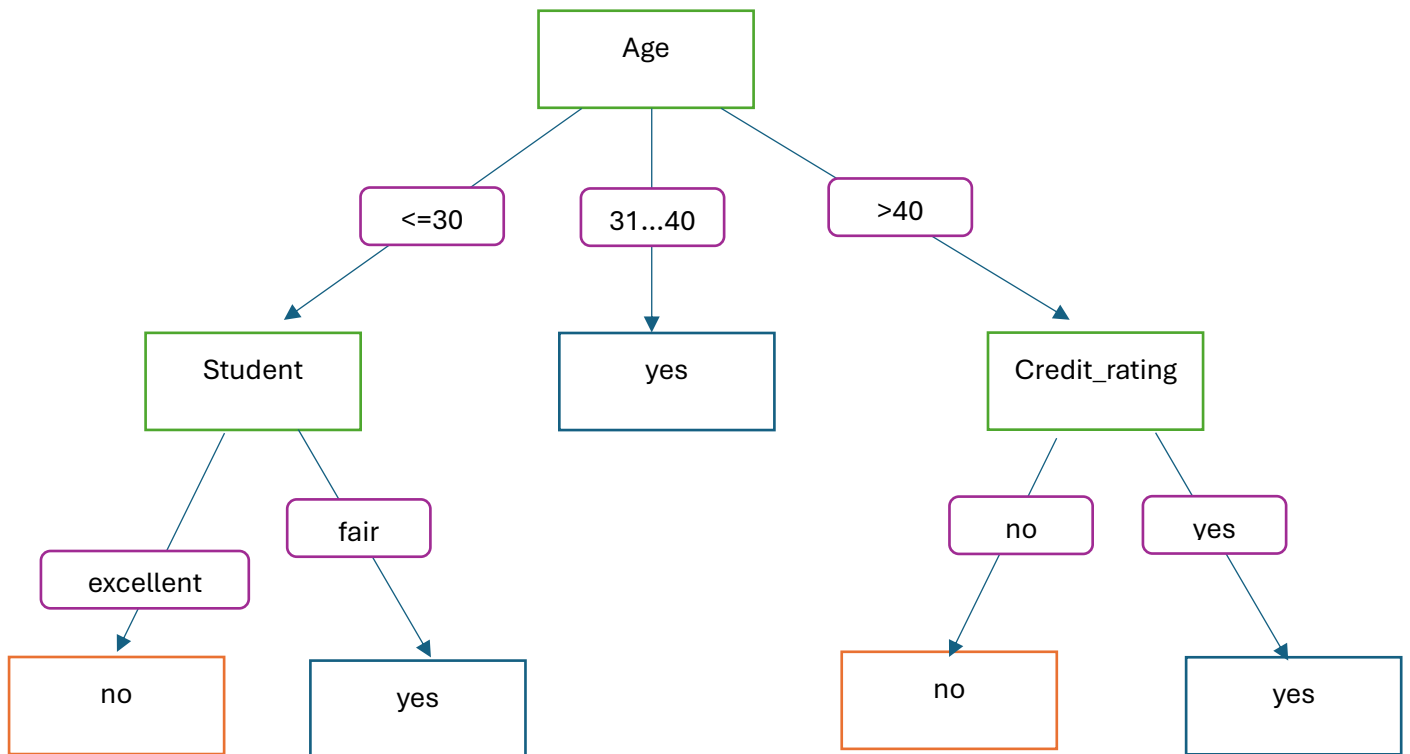 Age
<=30
31...40
>40
Student
yes
Credit_rating
excellent
fair
no
yes
no
yes
no
yes